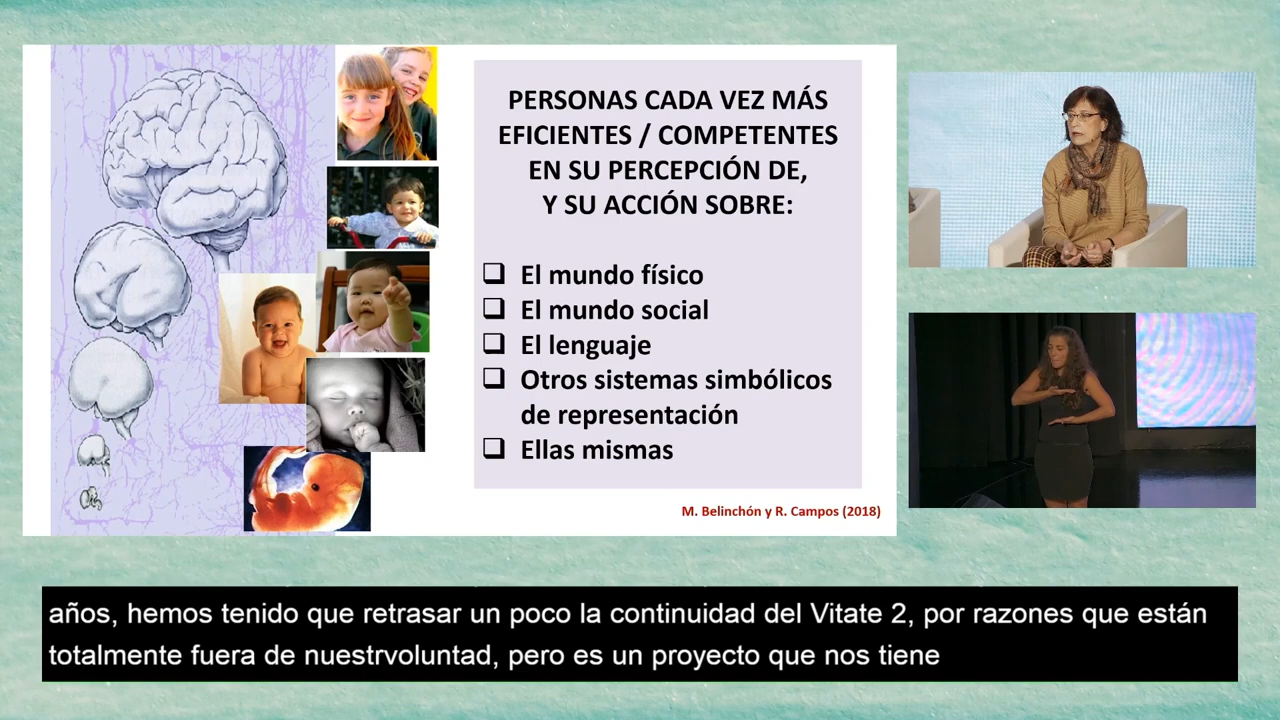 PERSONAS CADA VEZ MÁS
EFICIENTES / COMPETENTES
EN SU PERCEPCIÓN DE,
Y SU ACCIÓN SOBRE:
❑ El mundo físico
❑ El mundo social
❑ El lenguaje
❑ Otros sistemas simbólicos
de representación
❑ Ellas mismas
M. Belinchón y R. Campos (2018)
años, hemos tenido que retrasar un poco la continuidad del Vitate 2, por razones que están
totalmente fuera de nuestrvoluntad, pero es un proyecto que nos tiene